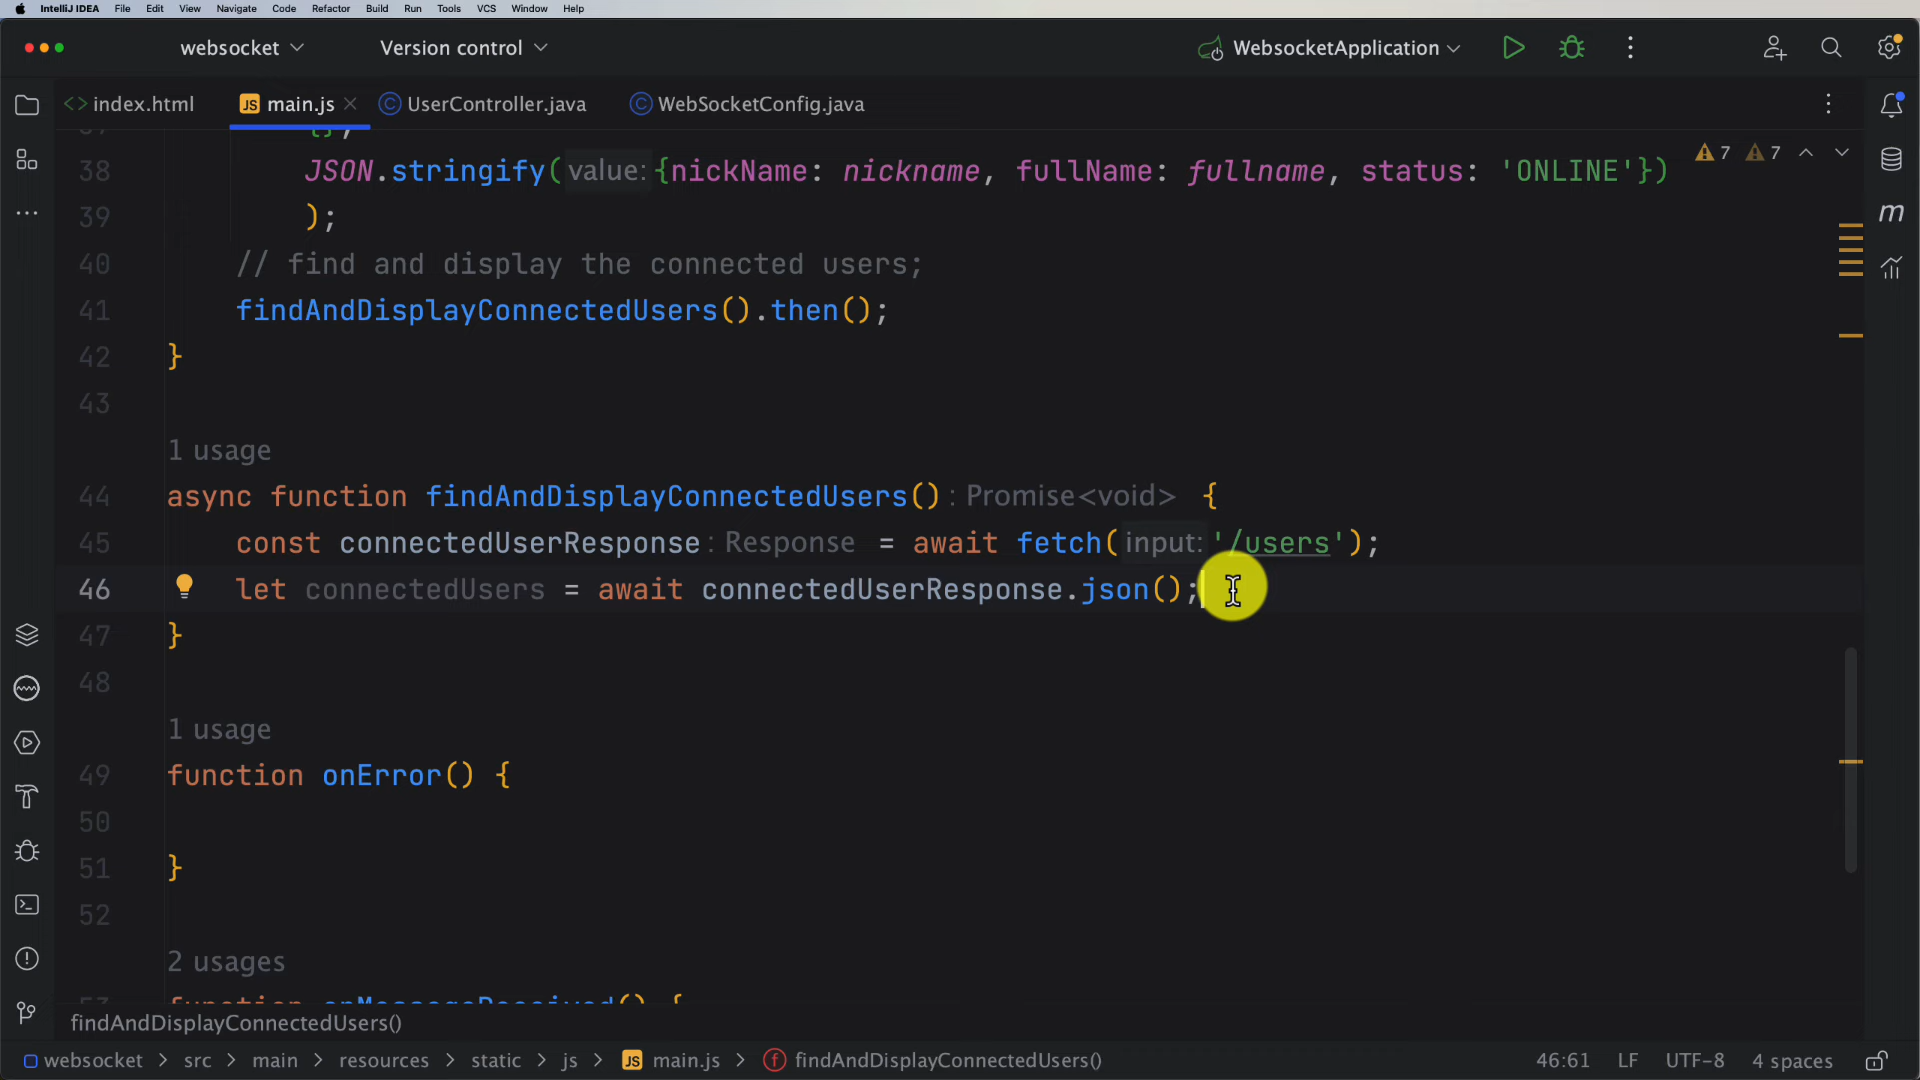 IntelliJ IDEA File Edit View Navigate Code Refactor Build Run Tools VCS Window Help
websocket Version control WebsocketApplication
<> index.html JS main.js UserController.java WebSocketConfig.java
{},
7 7
38 JSON.stringify( value: {nickName: nickname, fullName: fullname, status: 'ONLINE'})
39 );
40 // find and display the connected users;
41 findAndDisplayConnectedUsers().then();
42 }
43
1 usage
44 async function findAndDisplayConnectedUsers() : Promise<void> {
45 const connectedUserResponse : Response = await fetch( input: '/users');
46 let connectedUsers = await connectedUserResponse.json();
47 }
48
1 usage
49 function onError() {
50
51 }
52
2 usages
function onMessageReceived() {
findAndDisplayConnectedUsers()
websocket > src > main > resources > static > js > JS main.js > f findAndDisplayConnectedUsers() 46:61 LF UTF-8 4 spaces